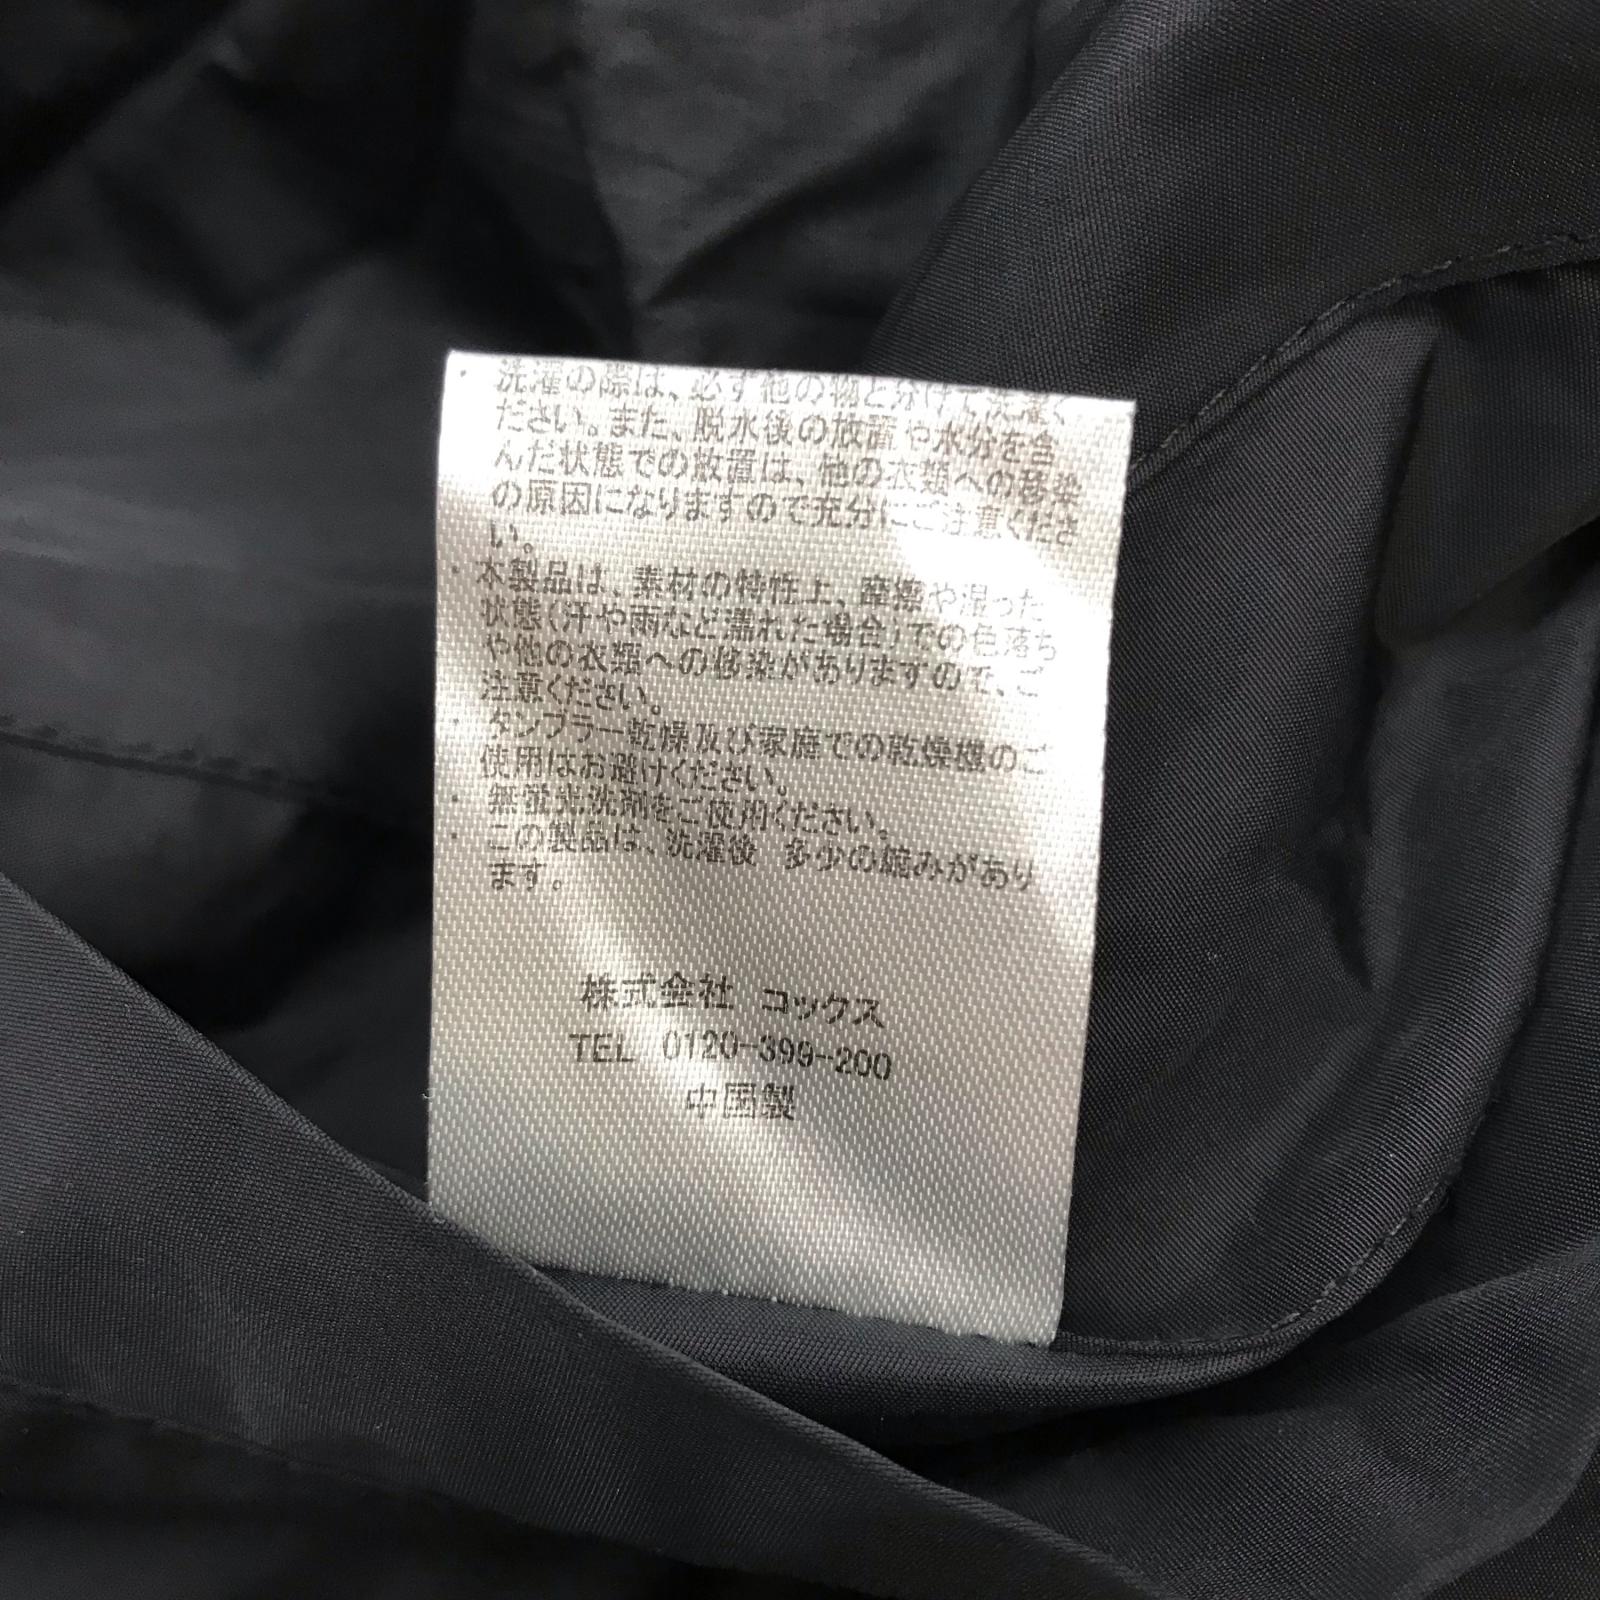 ・洗濯の際は、必ず他の物と分けて洗濯く
ださい。また、脱水後の放置や水分を含
んだ状態での放置は、他の衣類への移染
の原因になりますので充分にご注意くださ
い。
・本製品は、素材の特性上、摩擦や湿った
状態(汗や雨など濡れた場合)での色落ち
や他の衣類への移染がありますので、ご
注意ください。
・タンブラー乾燥及び家庭での乾燥機のご
使用はお避けください。
・無蛍光洗剤をご使用ください。
・この製品は、洗濯後 多少の縮みがあり
ます。
株式会社 コックス
TEL 0120-399-200
中国製